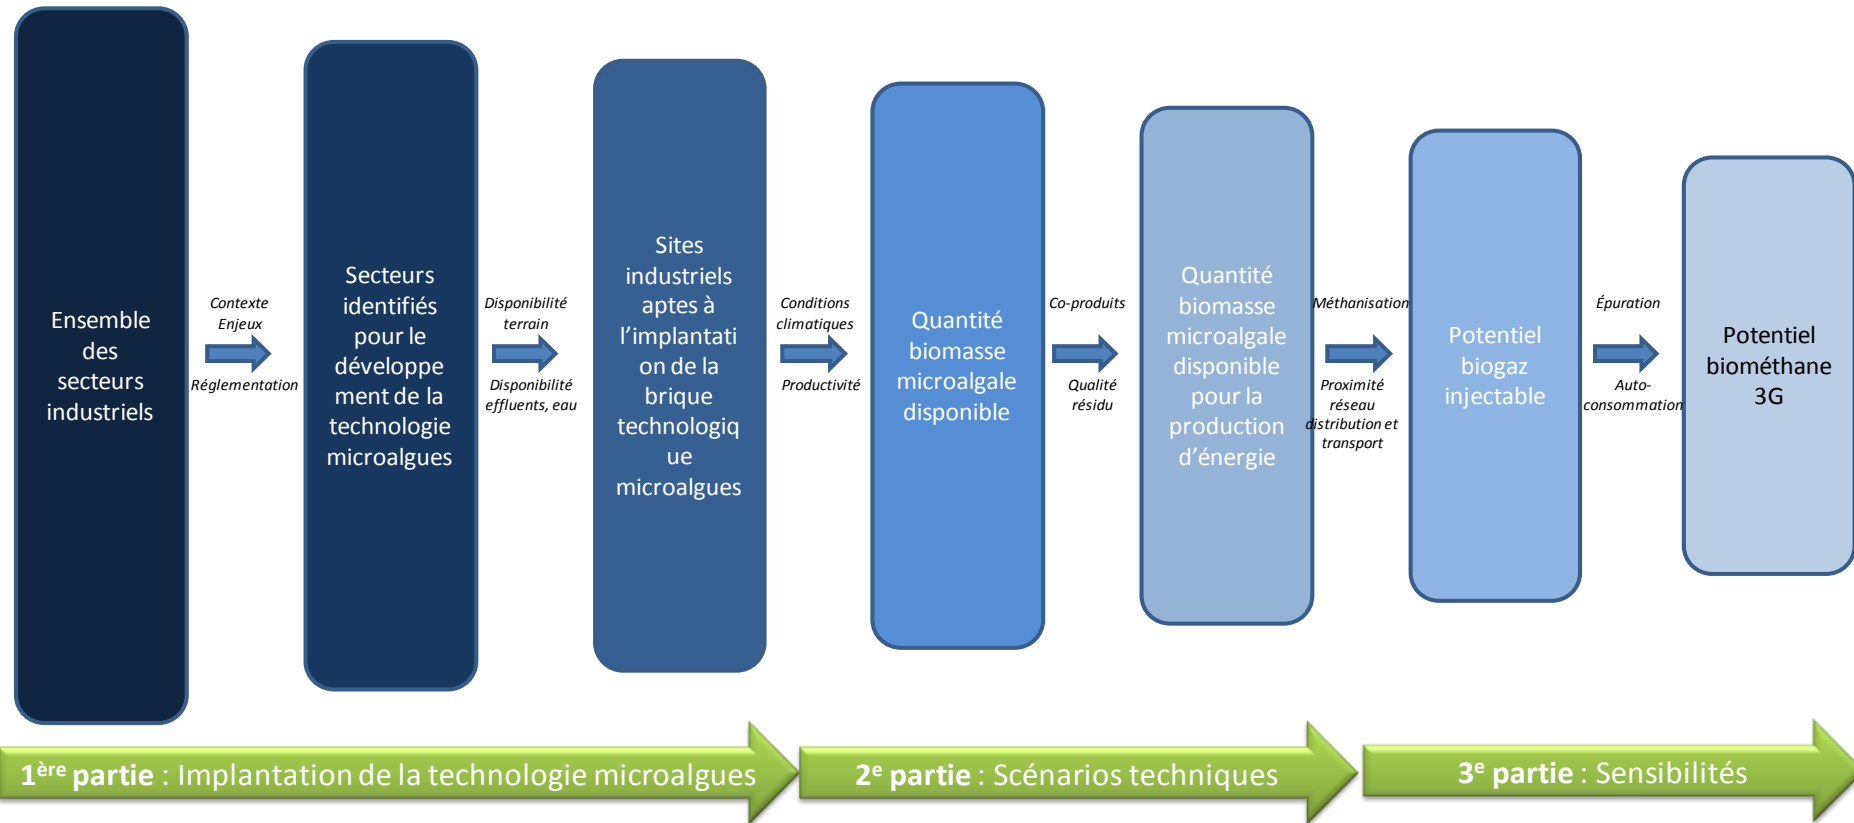 Ensemble
des
secteurs
industriels
Contexte
Enjeux
Réglementation
Secteurs
identifiés
pour le
développe
ment de la
technologie
microalgues
Disponibilité
terrain
Disponibilité
effluents, eau
Sites
industriels
aptes à
l’implantati
on de la
brique
technologiq
ue
microalgues
Conditions
climatiques
Productivité
Quantité
biomasse
microalgale
disponible
Co-produits
Qualité
résidu
Quantité
biomasse
microalgale
disponible
pour la
production
d’énergie
Méthanisation
Proximité
réseau
distribution et
transport
Potentiel
biogaz
injectable
Épuration
Auto-
consommation
Potentiel
biométhane
3G
1ère partie : Implantation de la technologie microalgues
2e partie : Scénarios techniques
3e partie : Sensibilités